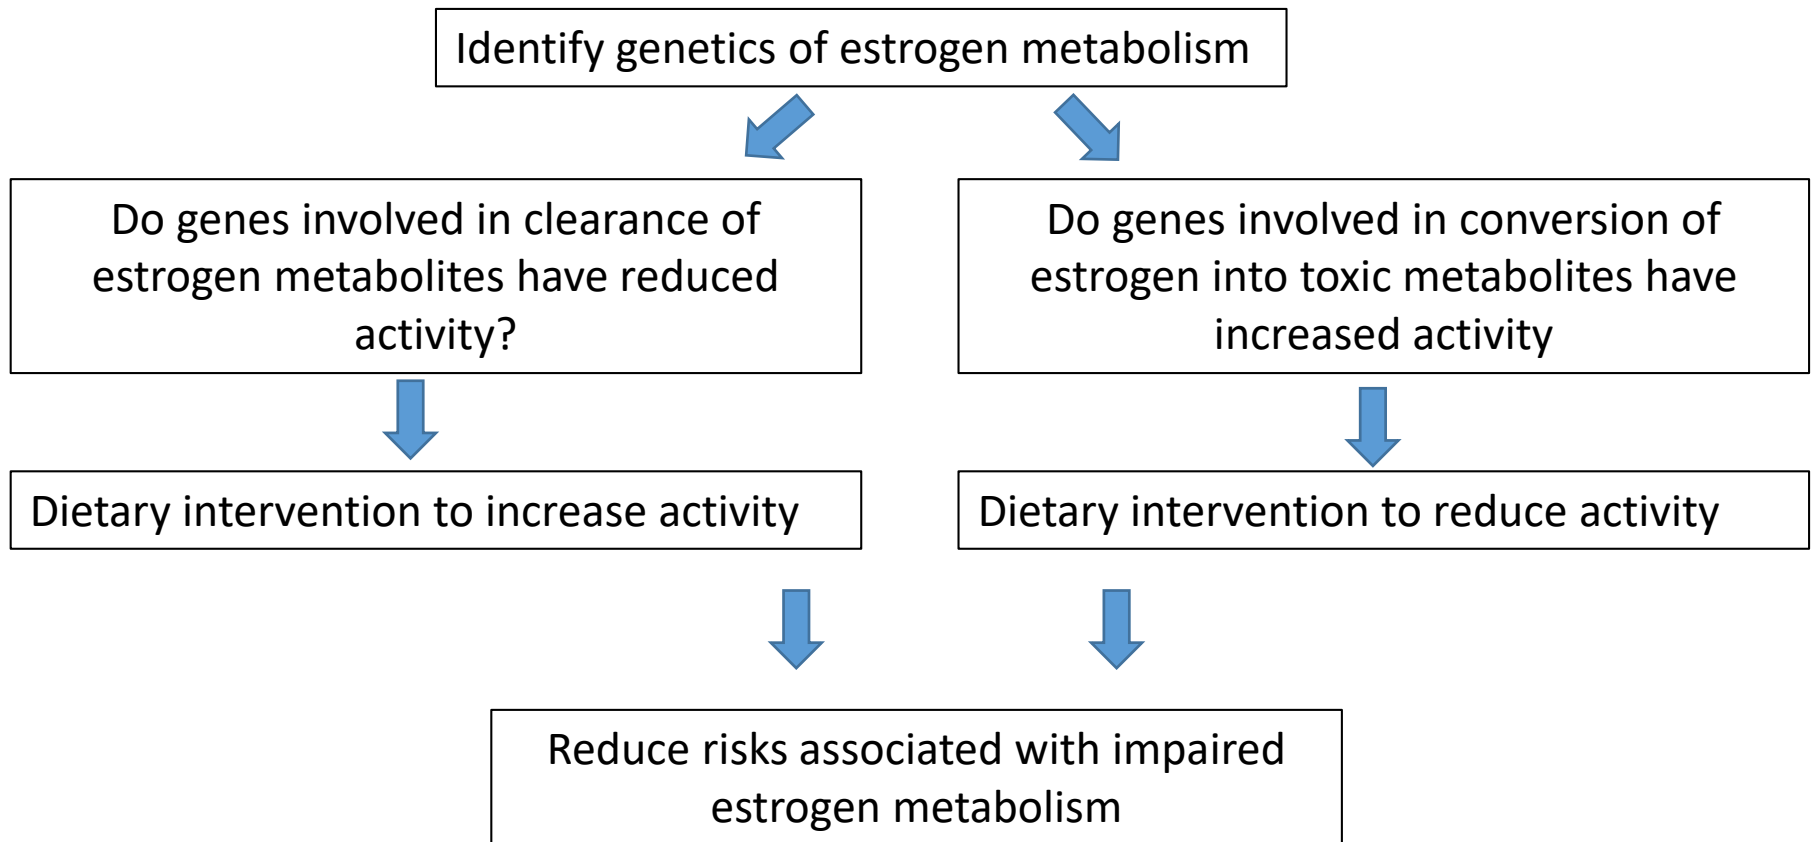 Identify genetics of estrogen metabolism
Do genes involved in clearance of
estrogen metabolites have reduced
activity?
Do genes involved in conversion of
estrogen into toxic metabolites have
increased activity
Dietary intervention to increase activity
Dietary intervention to reduce activity
Reduce risks associated with impaired
estrogen metabolism